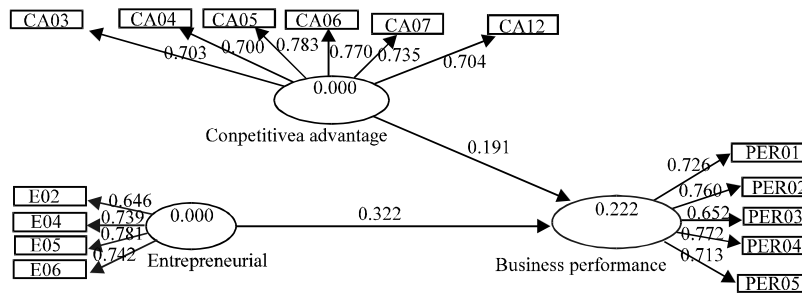 CA03
CA04
CA05
CA06
CA07
CA12
0.703
0.700
0.783
0.770
0.735
0.704
0.000
Conpetitivea advantage
0.191
E02
E04
E05
E06
0.646
0.739
0.781
0.742
0.000
Entrepreneurial
0.322
0.222
Business performance
0.726
0.760
0.652
0.772
0.713
PER01
PER02
PER03
PER04
PER05